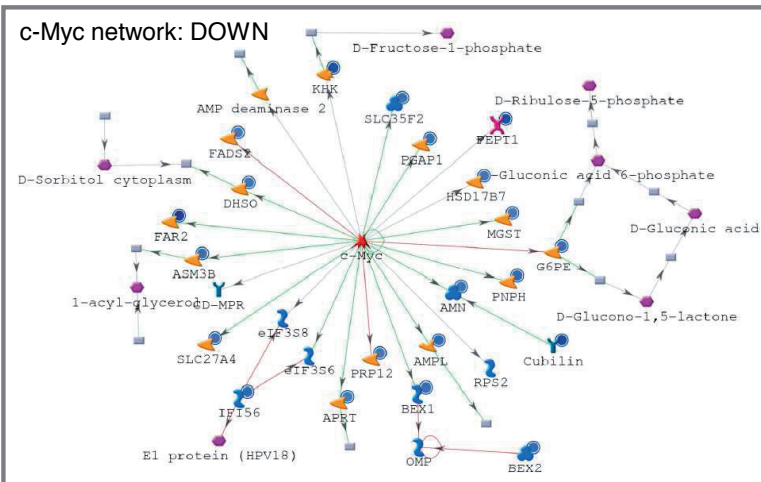 c-Myc network: DOWN
D-Fructose-1-phosphate
KHK
AMP deaminase 2
SLC35F2
D-Ribulose-5-phosphate
PEPT1
FADS2
PGAP1
-Gluconic acid 6-phosphate
D-Sorbitol cytoplasm
DHSO
HSD17B7
FAR2
MGST
D-Gluconic acid
c-Myc
ASM3B
G6PE
PNPH
1-acyl-glycerol
CD-MPR
AMN
D-Glucono-1,5-lactone
eIF3S8
SLC27A4
eIF3S6
PRP12
AMPL
RPS2
Cubilin
IFI56
APRT
BEX1
E1 protein (HPV18)
OMP
BEX2